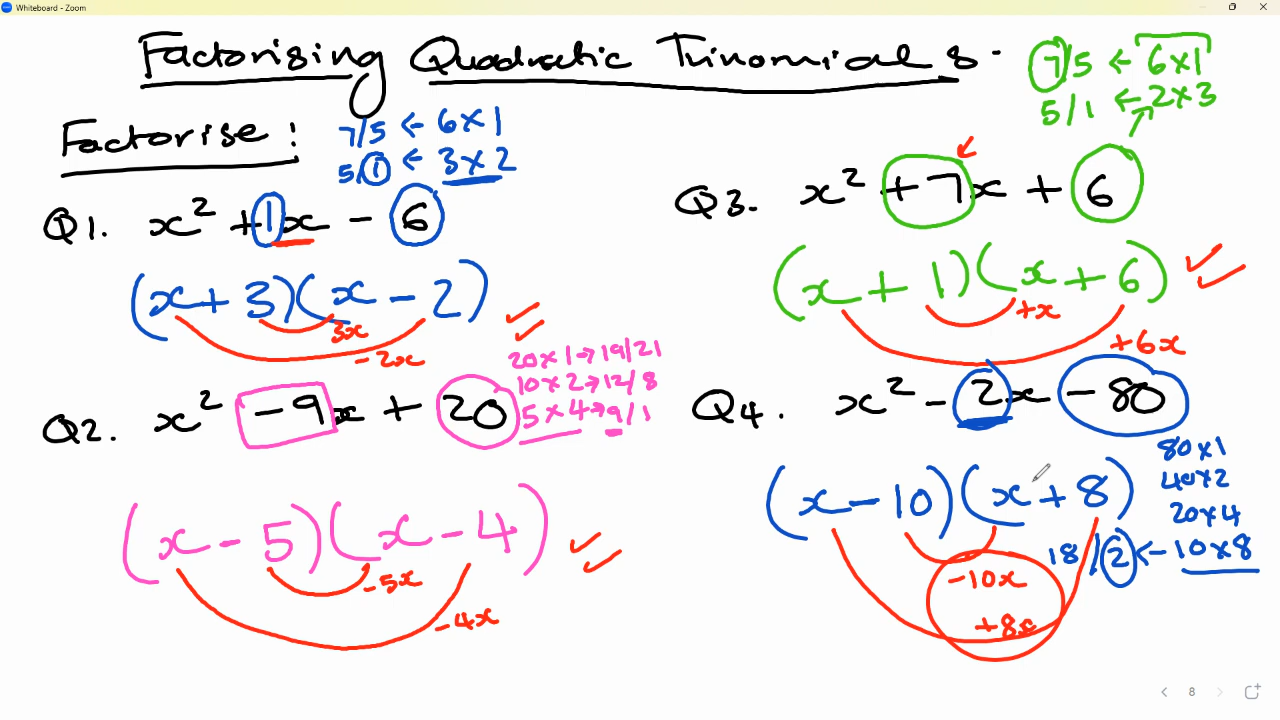 Whiteboard - Zoom
Factorising Quadratic Trinomials.
Factorise:
7/5 ← 6×1
5/1 ← 3×2
Q1. x² + 1x - 6
(x + 3)(x - 2)
3x
-2x
Q2. x² - 9x + 20
20×1→19/21
10×2→12/8
5×4→9/1
(x - 5)(x - 4)
-5x
-4x
7/5 ← 6×1
5/1 ← 2×3
Q3. x² + 7x + 6
(x + 1)(x + 6)
+x
+6x
Q4. x² - 2x - 80
80×1
40×2
20×4
18/2 ← 10×8
(x - 10)(x + 8)
-10x
+8x
8